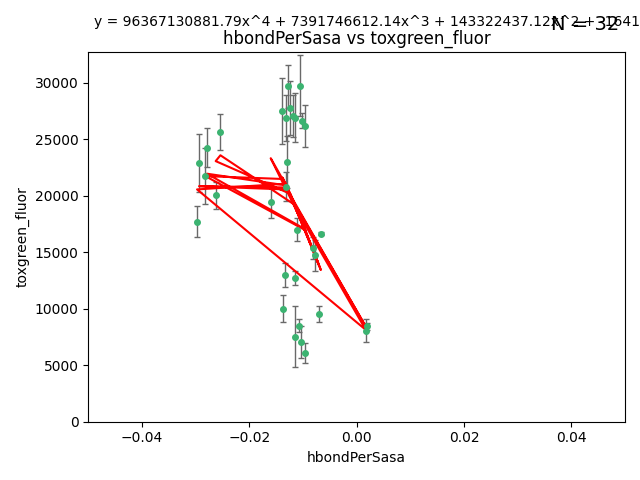 y = 96367130881.79x^4 + 7391746612.14x^3 + 143322437.12x^2 + 
N = 32
hbondPerSasa vs toxgreen_fluor
30000
25000
20000
15000
10000
5000
0
toxgreen_fluor
−0.04 −0.02 0.00 0.02 0.04
hbondPerSasa